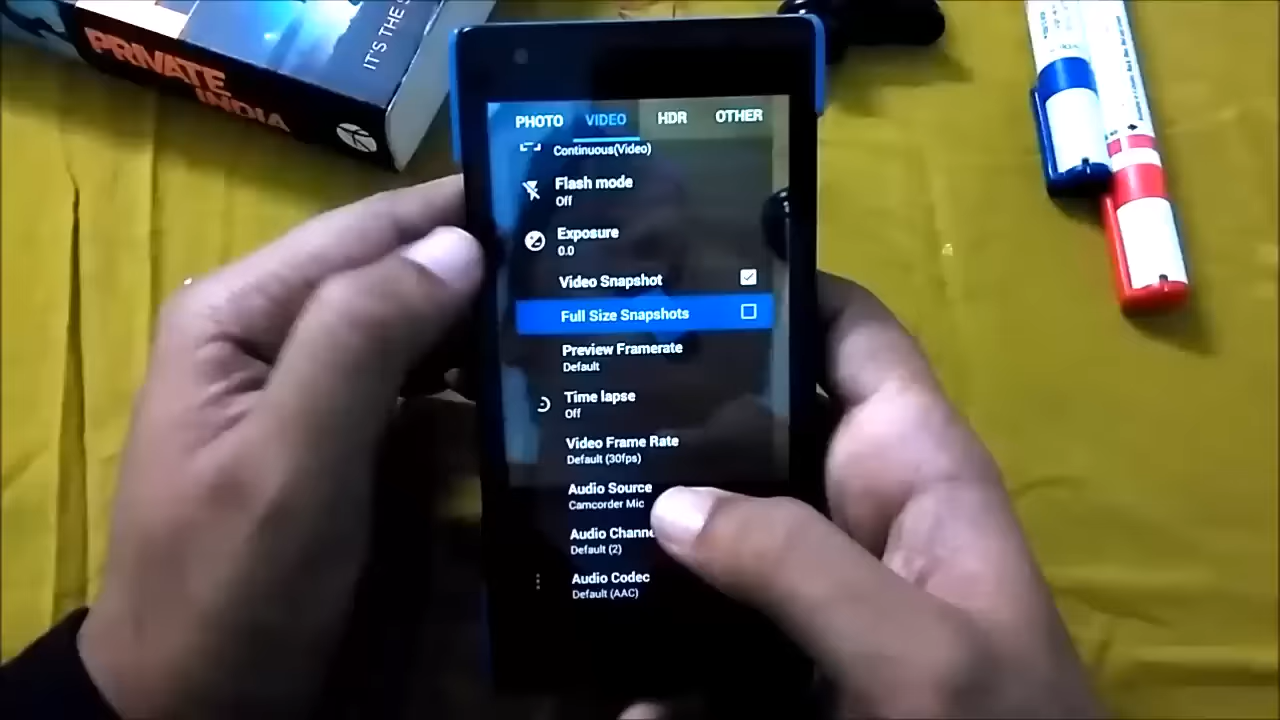 PRIVATE
INDIA
IT'S THE
PHOTO VIDEO HDR OTHER
Continuous(Video)
Flash mode
Off
Exposure
0.0
Video Snapshot
Full Size Snapshots
Preview Framerate
Default
Time lapse
Off
Video Frame Rate
Default (30fps)
Audio Source
Camcorder Mic
Audio Channe
Default (2)
Audio Codec
Default (AAC)